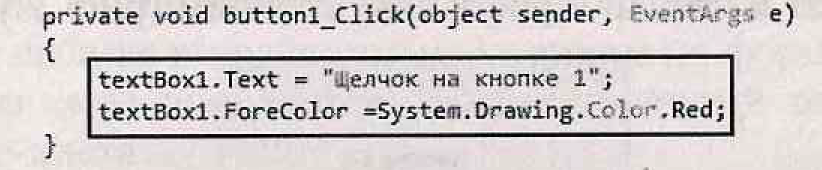 private void button1_Click(object sender, EventArgs e)
{
textBox1.Text = "Щелчок на кнопке 1";
textBox1.ForeColor =System.Drawing.Color.Red;
}